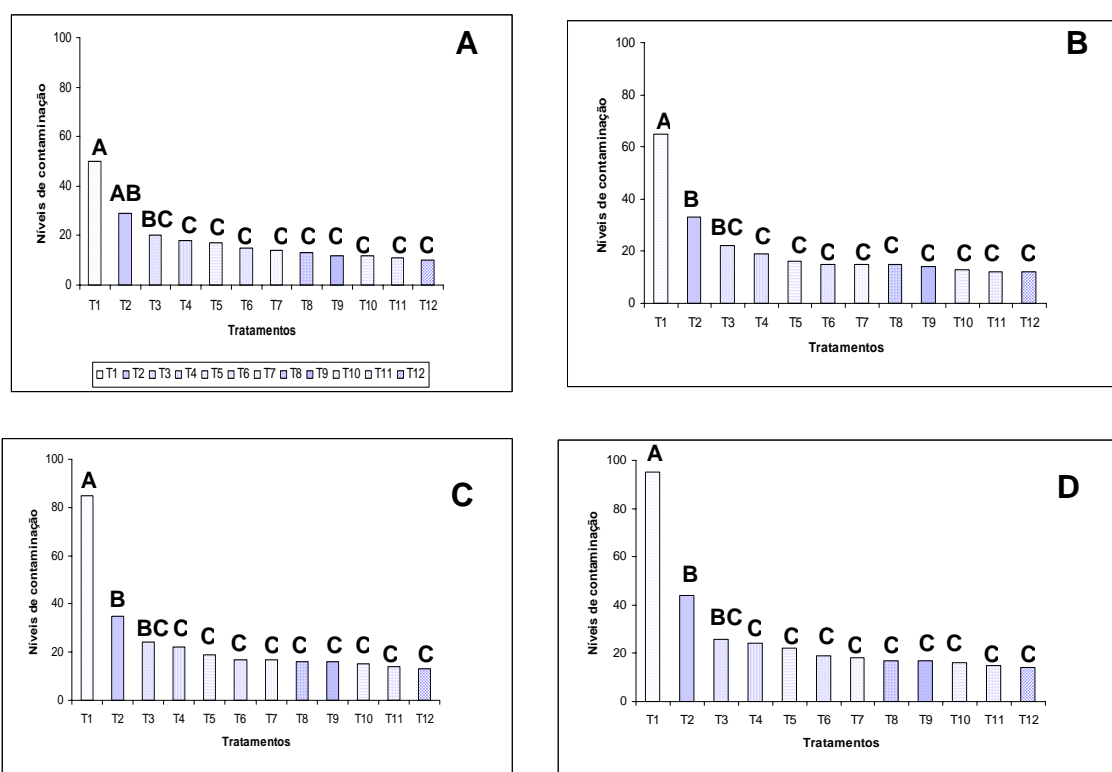 A
Níveis de contaminação
100
80
60
40
20
0
A
AB
BC C C C C C C C C C
T1 T2 T3 T4 T5 T6 T7 T8 T9 T10 T11 T12
Tratamentos
T1 T2 T3 T4 T5 T6 T7 T8 T9 T10 T11 T12
B
Níveis de contaminação
100
80
60
40
20
0
A
B
BC C C C C C C C C C
T1 T2 T3 T4 T5 T6 T7 T8 T9 T10 T11 T12
Tratamentos
C
Níveis de contaminação
100
80
60
40
20
0
A
B
BC C C C C C C C C C
T1 T2 T3 T4 T5 T6 T7 T8 T9 T10 T11 T12
Tratamentos
D
Níveis de contaminação
100
80
60
40
20
0
A
B
BC C C C C C C C C C
T1 T2 T3 T4 T5 T6 T7 T8 T9 T10 T11 T12
Tratamentos